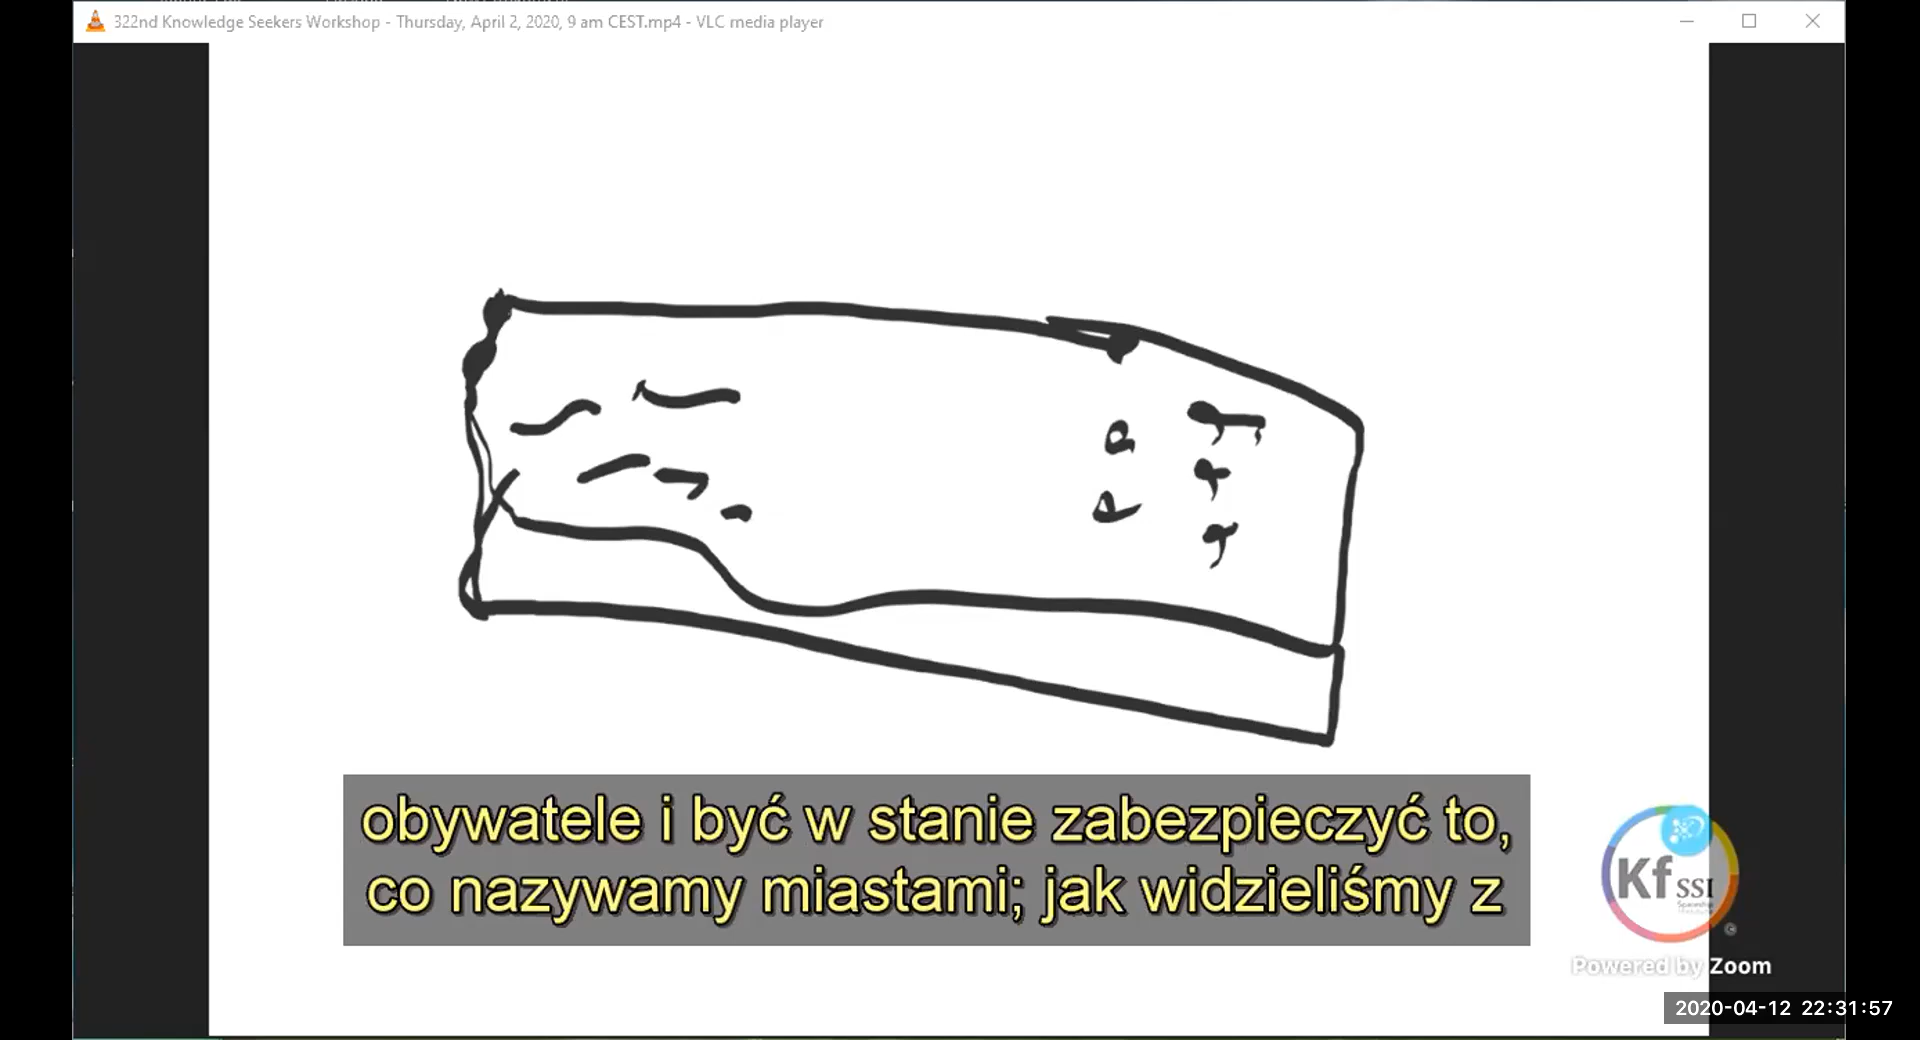 322nd Knowledge Seekers Workshop - Thursday, April 2, 2020, 9 am CEST.mp4 - VLC media player
obywatele i być w stanie zabezpieczyć to,
co nazywamy miastami; jak widzieliśmy z
Kf SSI
Powered by Zoom
2020-04-12 22:31:57